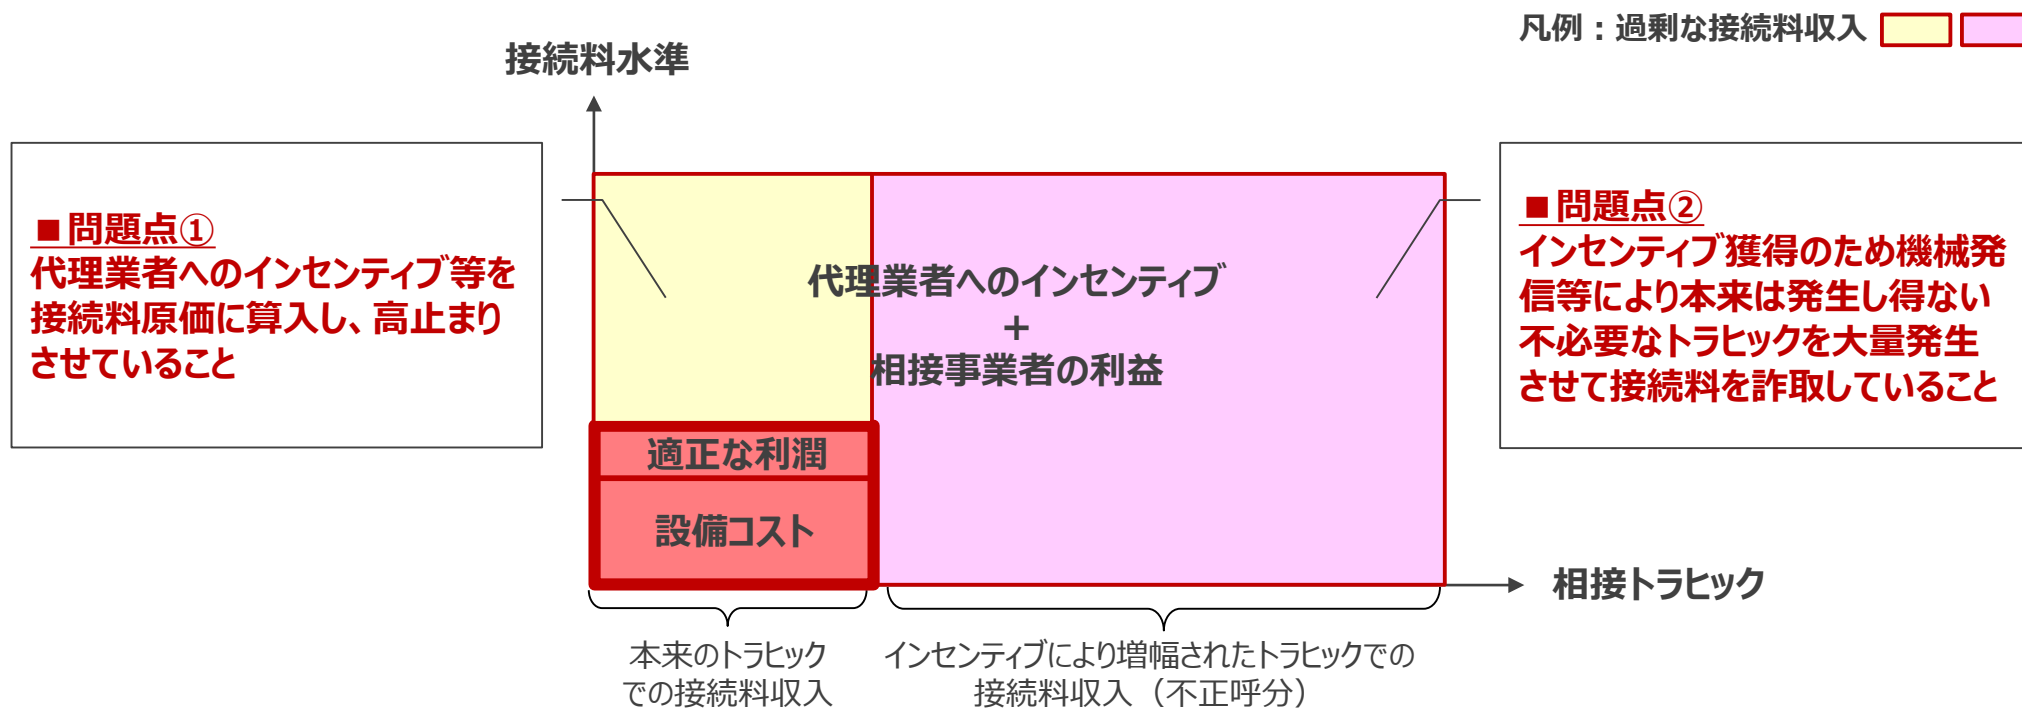 凡例：過剰な接続料収入
接続料水準
■問題点①
代理業者へのインセンティブ等を
接続料原価に算入し、高止まり
させていること
代理業者へのインセンティブ
＋
相接事業者の利益
適正な利潤
設備コスト
■問題点②
インセンティブ獲得のため機械発
信等により本来は発生し得ない
不必要なトラヒックを大量発生
させて接続料を詐取していること
相接トラヒック
本来のトラヒック
での接続料収入
インセンティブにより増幅されたトラヒックでの
接続料収入（不正呼分）